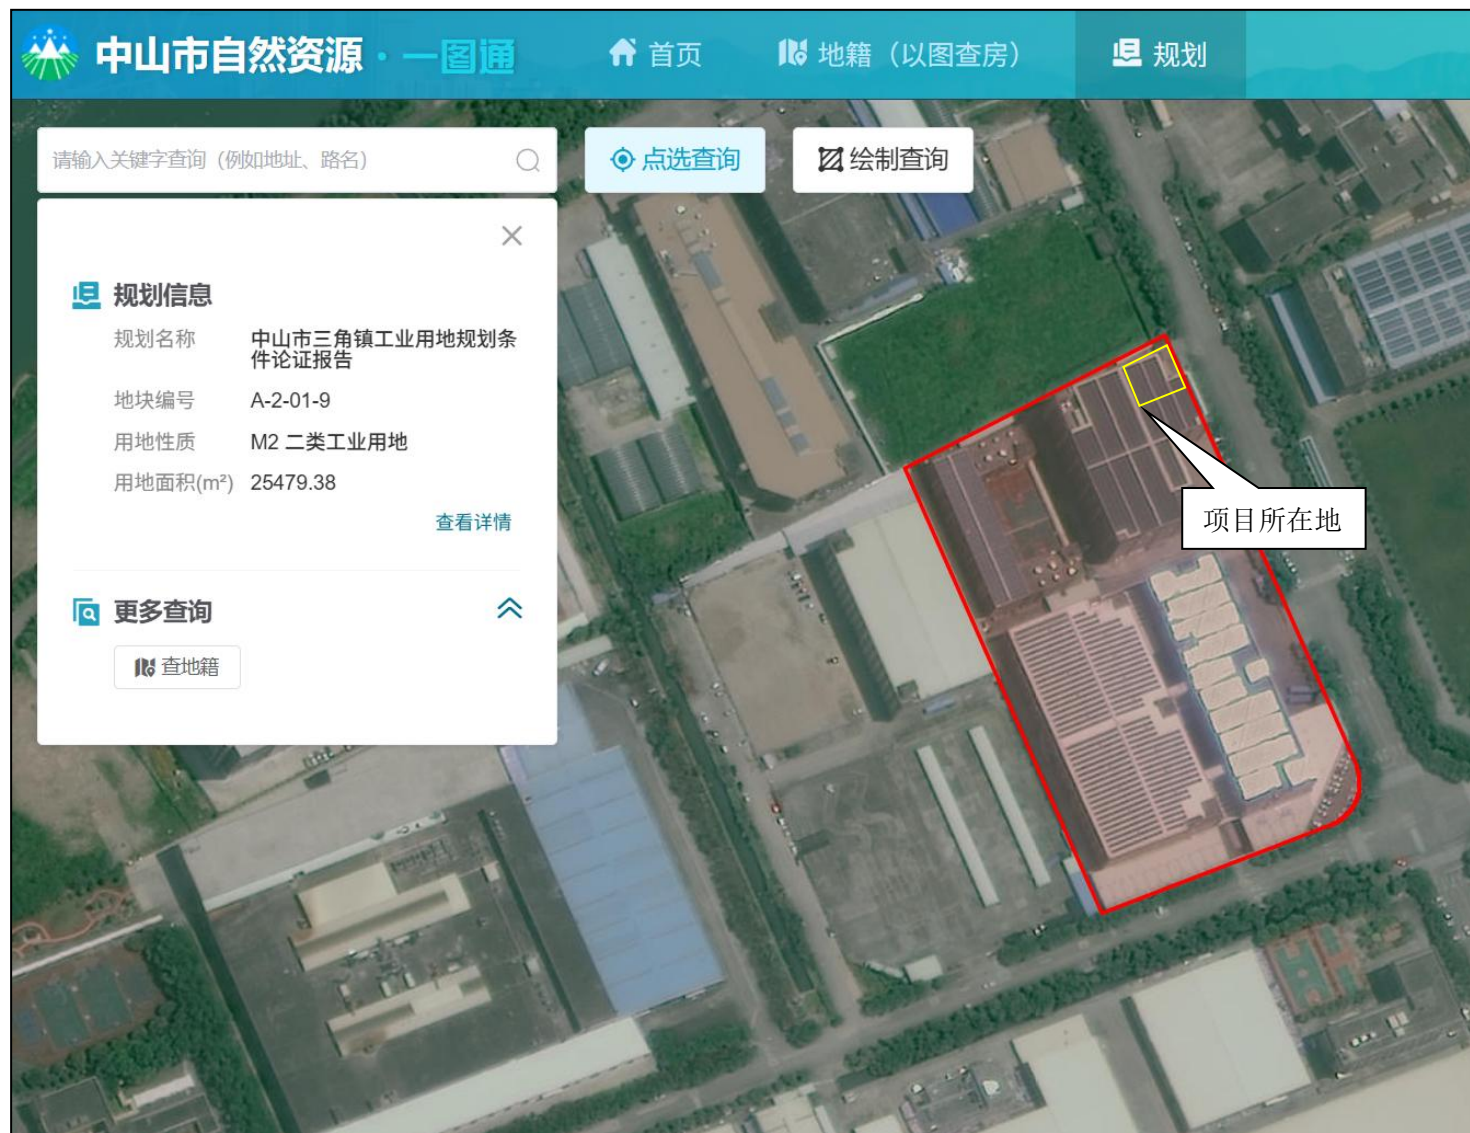 中山市自然资源·一图通
首页
地籍（以图查房）
规划
请输入关键字查询（例如地址、路名）
点选查询
绘制查询
规划信息
规划名称 中山市三角镇工业用地规划条
件论证报告
地块编号 A-2-01-9
用地性质 M2 二类工业用地
用地面积(m²) 25479.38
查看详情
项目所在地
更多查询
查地籍